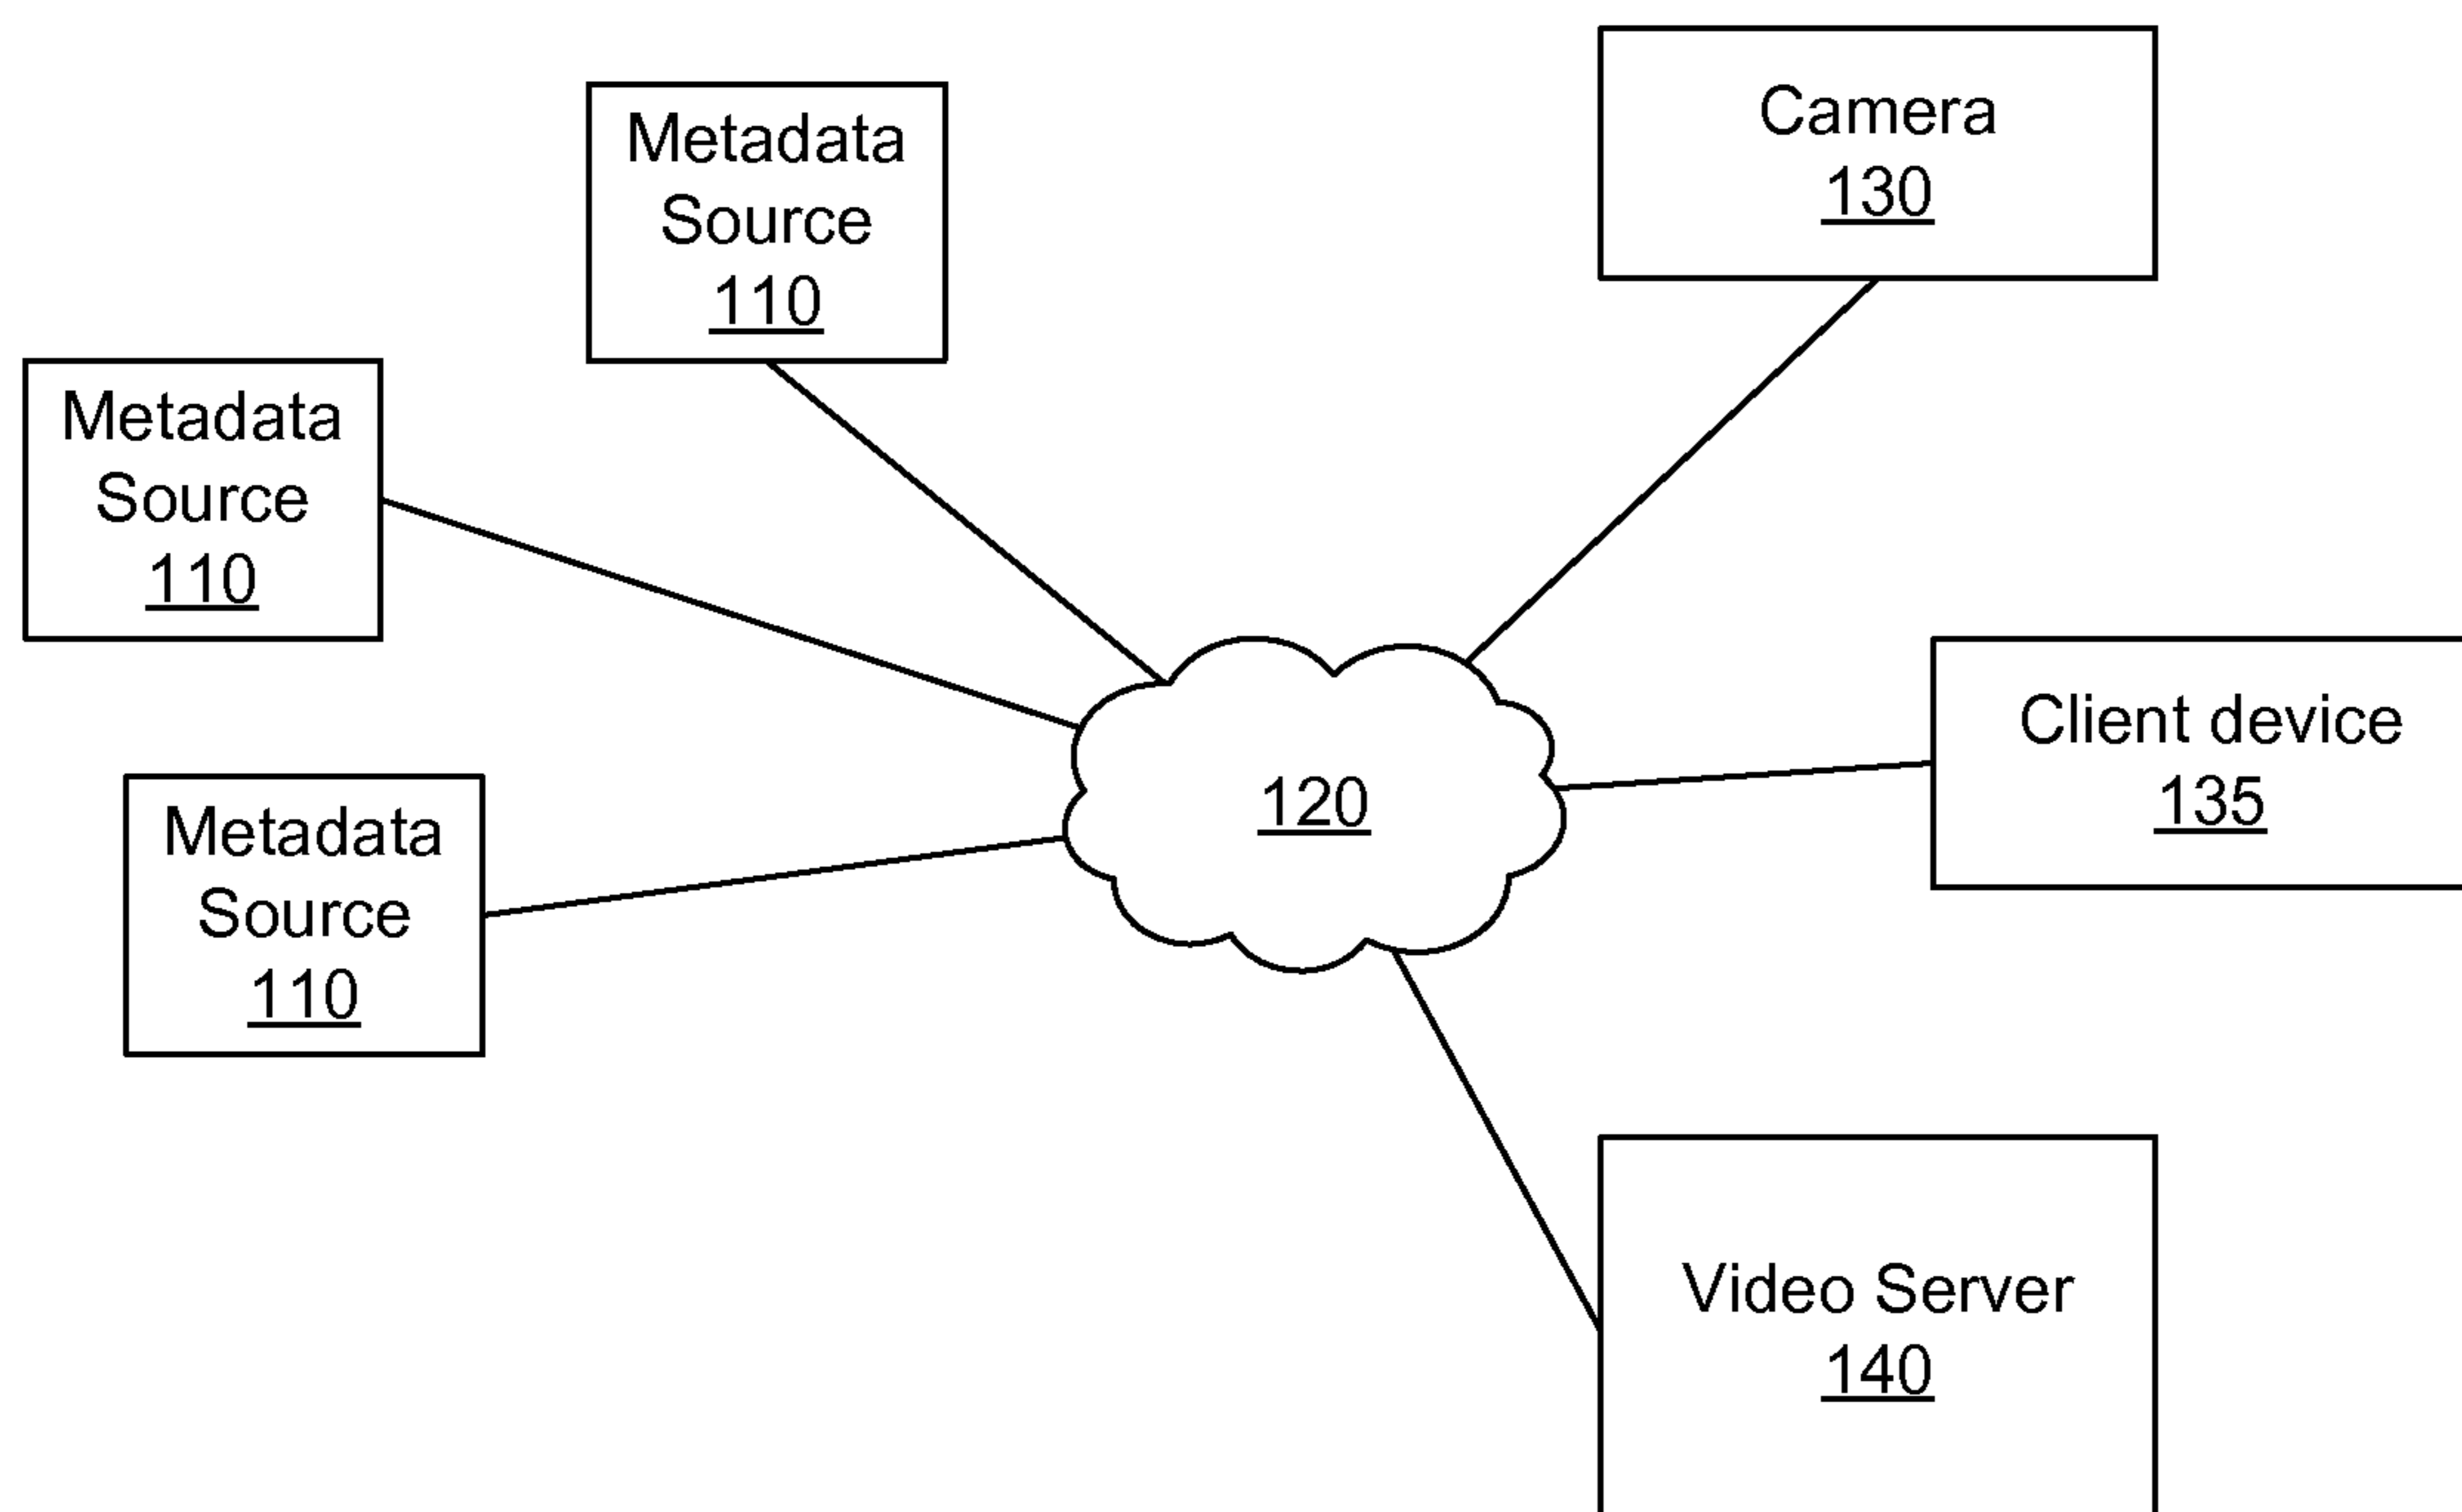 Camera
130
Metadata
Source
110
Metadata
Source
110
Client device
135
120
Metadata
Source
110
Video Server
140